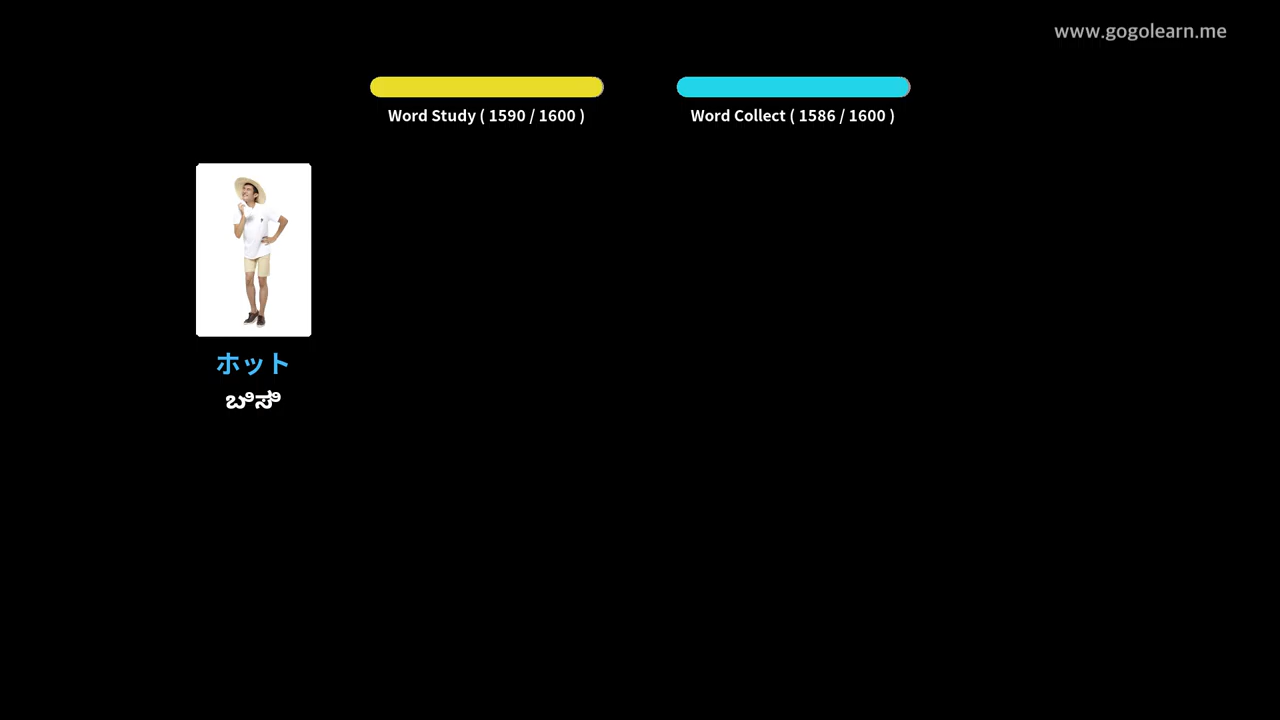 www.gogolearn.me
Word Study ( 1590 / 1600 )
Word Collect ( 1586 / 1600 )
ホット
ಬಿಸಿ